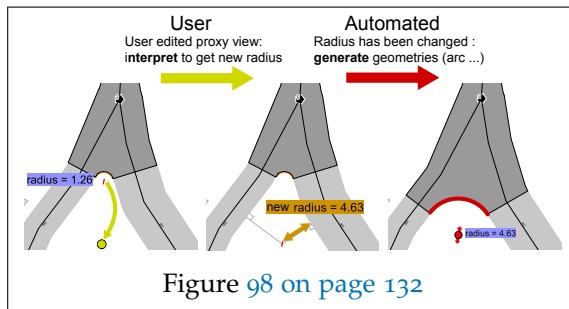 User
User edited proxy view:
interpret to get new radius
Automated
Radius has been changed :
generate geometries (arc ...)
radius = 1.26
new radius = 4.63
radius = 4.63
Figure 98 on page 132